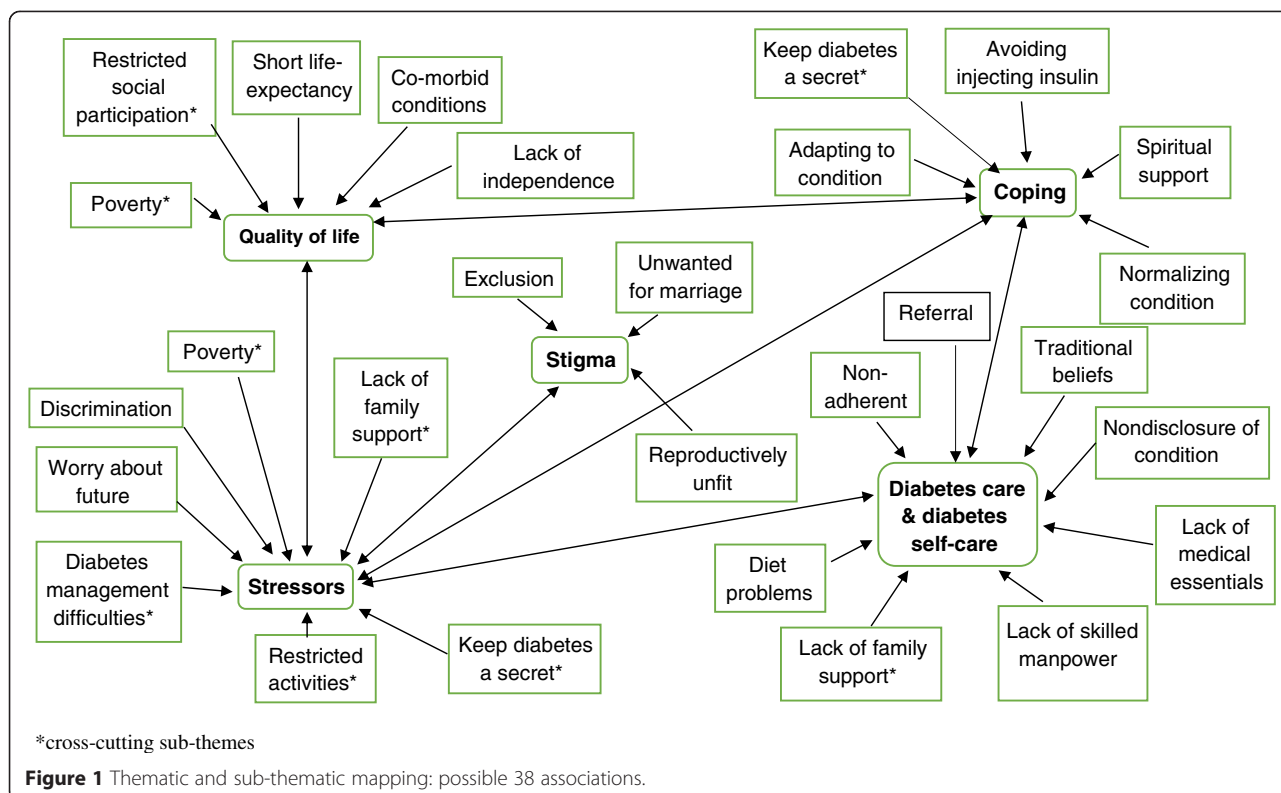 Restricted
social
participation*
Short life-
expectancy
Co-morbid
conditions
Lack of
independence
Poverty*
Quality of life
Keep diabetes
a secret*
Avoiding
injecting insulin
Adapting to
condition
Spiritual
support
Coping
Normalizing
condition
Exclusion
Unwanted
for marriage
Stigma
Reproductively
unfit
Referral
Non-
adherent
Traditional
beliefs
Nondisclosure of
condition
Diabetes care
& diabetes
self-care
Lack of
medical
essentials
Diet
problems
Lack of family
support*
Lack of skilled
manpower
Poverty*
Lack of
family
support*
Discrimination
Worry about
future
Diabetes
management
difficulties*
Stressors
Restricted
activities*
Keep diabetes
a secret*
*cross-cutting sub-themes
Figure 1 Thematic and sub-thematic mapping: possible 38 associations.